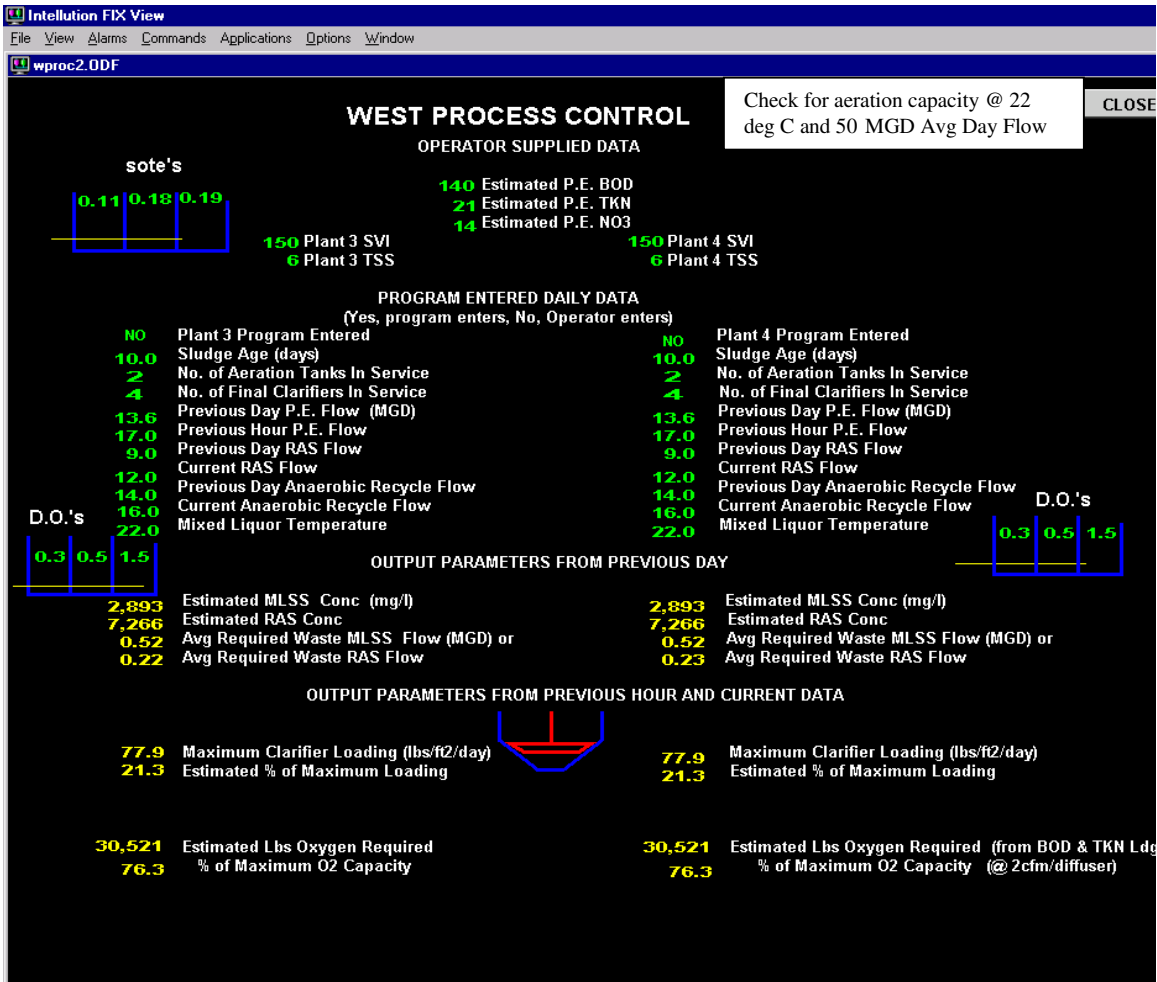 Intellution FIX View
File View Alarms Commands Applications Options Window
wproc2.ODF
Check for aeration capacity @ 22
deg C and 50 MGD Avg Day Flow
CLOSE
WEST PROCESS CONTROL
OPERATOR SUPPLIED DATA
sote's
0.11 0.18 0.19
140 Estimated P.E. BOD
21 Estimated P.E. TKN
14 Estimated P.E. NO3
150 Plant 3 SVI 150 Plant 4 SVI
6 Plant 3 TSS 6 Plant 4 TSS
PROGRAM ENTERED DAILY DATA
(Yes, program enters, No, Operator enters)
NO Plant 3 Program Entered NO Plant 4 Program Entered
10.0 Sludge Age (days) 10.0 Sludge Age (days)
2 No. of Aeration Tanks In Service 2 No. of Aeration Tanks In Service
4 No. of Final Clarifiers In Service 4 No. of Final Clarifiers In Service
13.6 Previous Day P.E. Flow (MGD) 13.6 Previous Day P.E. Flow (MGD)
17.0 Previous Hour P.E. Flow 17.0 Previous Hour P.E. Flow
9.0 Previous Day RAS Flow 9.0 Previous Day RAS Flow
12.0 Current RAS Flow 12.0 Current RAS Flow
14.0 Previous Day Anaerobic Recycle Flow 14.0 Previous Day Anaerobic Recycle Flow
16.0 Current Anaerobic Recycle Flow 16.0 Current Anaerobic Recycle Flow
22.0 Mixed Liquor Temperature 22.0 Mixed Liquor Temperature
D.O.'s D.O.'s
0.3 0.5 1.5 0.3 0.5 1.5
OUTPUT PARAMETERS FROM PREVIOUS DAY
2,893 Estimated MLSS Conc (mg/l) 2,893 Estimated MLSS Conc (mg/l)
7,266 Estimated RAS Conc 7,266 Estimated RAS Conc
0.52 Avg Required Waste MLSS Flow (MGD) or 0.52 Avg Required Waste MLSS Flow (MGD) or
0.22 Avg Required Waste RAS Flow 0.23 Avg Required Waste RAS Flow
OUTPUT PARAMETERS FROM PREVIOUS HOUR AND CURRENT DATA
77.9 Maximum Clarifier Loading (lbs/ft2/day) 77.9 Maximum Clarifier Loading (lbs/ft2/day)
21.3 Estimated % of Maximum Loading 21.3 Estimated % of Maximum Loading
30,521 Estimated Lbs Oxygen Required 30,521 Estimated Lbs Oxygen Required (from BOD & TKN Ldg
76.3 % of Maximum O2 Capacity 76.3 % of Maximum O2 Capacity (@ 2cfm/diffuser)